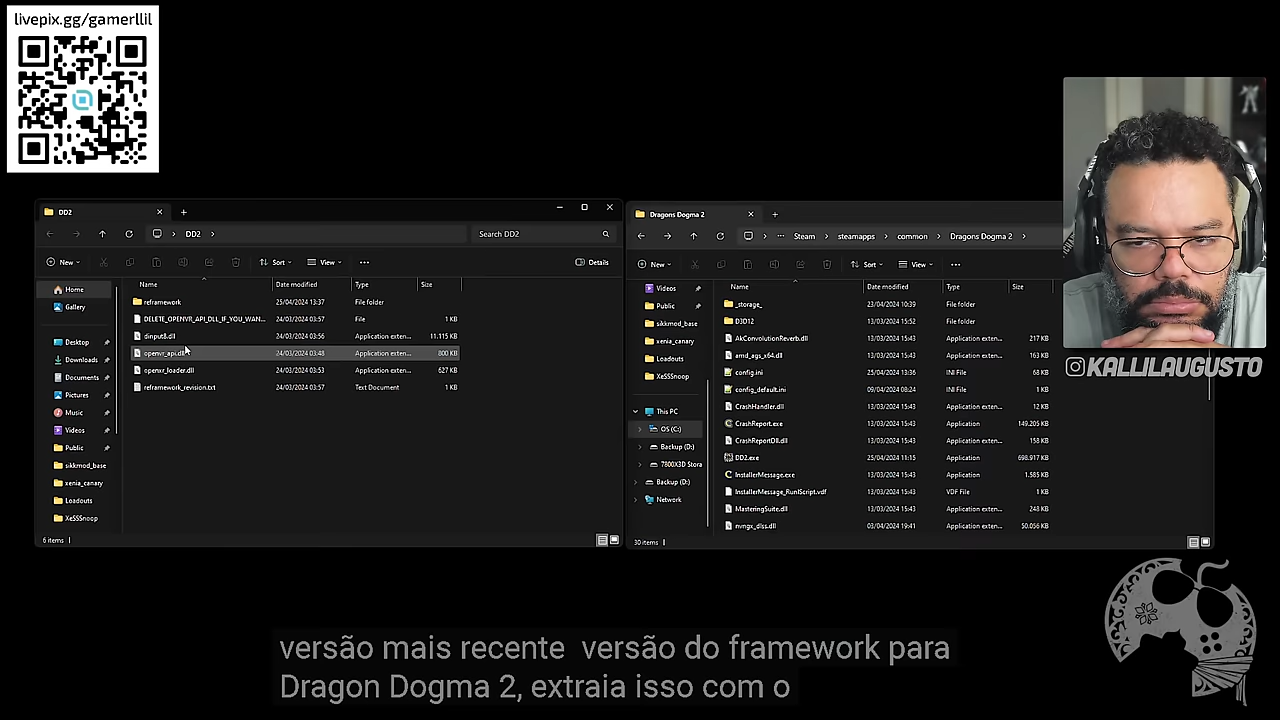 livepix.gg/gamerllil
DD2
DD2
Search DD2
New
Sort
View
Details
Name
Date modified
Type
Size
Home
Gallery
Desktop
Downloads
Documents
Pictures
Music
Videos
Public
sikkmod_base
xenia_canary
Loadouts
XeSSSnoop
reframework 25/04/2024 13:37 File folder
DELETE_OPENVR_API_DLL_IF_YOU_WAN... 24/03/2024 03:57 File 1 KB
dinput8.dll 24/03/2024 03:56 Application exten... 11.115 KB
openvr_api.dll 24/03/2024 03:48 Application exten... 800 KB
openxr_loader.dll 24/03/2024 03:53 Application exten... 627 KB
reframework_revision.txt 24/03/2024 03:57 Text Document 1 KB
6 items
Dragons Dogma 2
Steam
steamapps
common
Dragons Dogma 2
New
Sort
View
Name
Date modified
Type
Size
Videos
Public
sikkmod_base
xenia_canary
Loadouts
XeSSSnoop
This PC
OS (C:)
Backup (D:)
7800X3D Stora
Backup (D:)
Network
_storage_ 23/04/2024 10:39 File folder
D3D12 13/03/2024 15:52 File folder
AkConvolutionReverb.dll 13/03/2024 15:43 Application exten... 217 KB
amd_ags_x64.dll 13/03/2024 15:43 Application exten... 163 KB
config.ini 25/04/2024 13:36 INI File 68 KB
config_default.ini 09/04/2024 08:24 INI File 1 KB
CrashHandler.dll 13/03/2024 15:43 Application exten... 12 KB
CrashReport.exe 13/03/2024 15:43 Application 149.205 KB
CrashReportDll.dll 13/03/2024 15:43 Application exten... 158 KB
DD2.exe 25/04/2024 11:15 Application 698.917 KB
InstallerMessage.exe 13/03/2024 15:43 Application 1.585 KB
InstallerMessage_RunIScript.vdf 13/03/2024 15:43 VDF File 1 KB
MasteringSuite.dll 13/03/2024 15:43 Application exten... 248 KB
nvngx_dlss.dll 03/04/2024 19:41 Application exten... 50.056 KB
30 items
@KALLILAUGUSTO
versão mais recente versão do framework para
Dragon Dogma 2, extraia isso com o